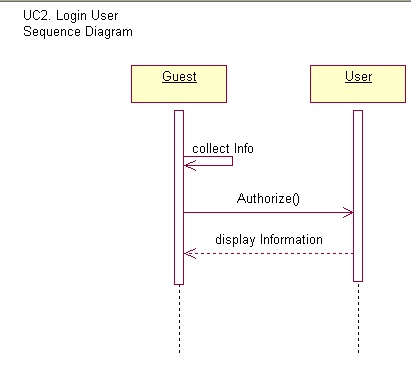 UC2. Login User
Sequence Diagram
Guest
User
collect Info
Authorize()
display Information